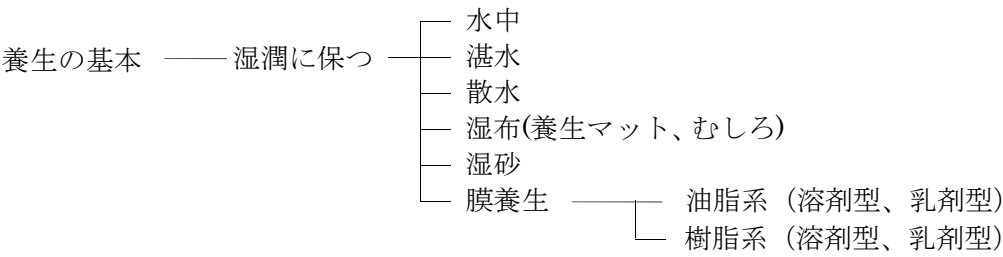 水中
養生の基本 湿潤に保つ 湛水
散水
湿布(養生マット、むしろ)
湿砂
膜養生 油脂系（溶剤型、乳剤型）
樹脂系（溶剤型、乳剤型）